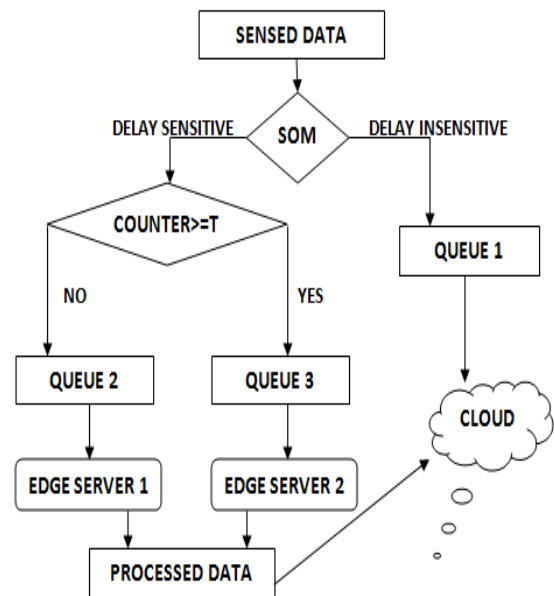 SENSED DATA
DELAY SENSITIVE
SOM
DELAY INSENSITIVE
COUNTER>=T
QUEUE 1
NO
YES
QUEUE 2
QUEUE 3
CLOUD
EDGE SERVER 1
EDGE SERVER 2
PROCESSED DATA